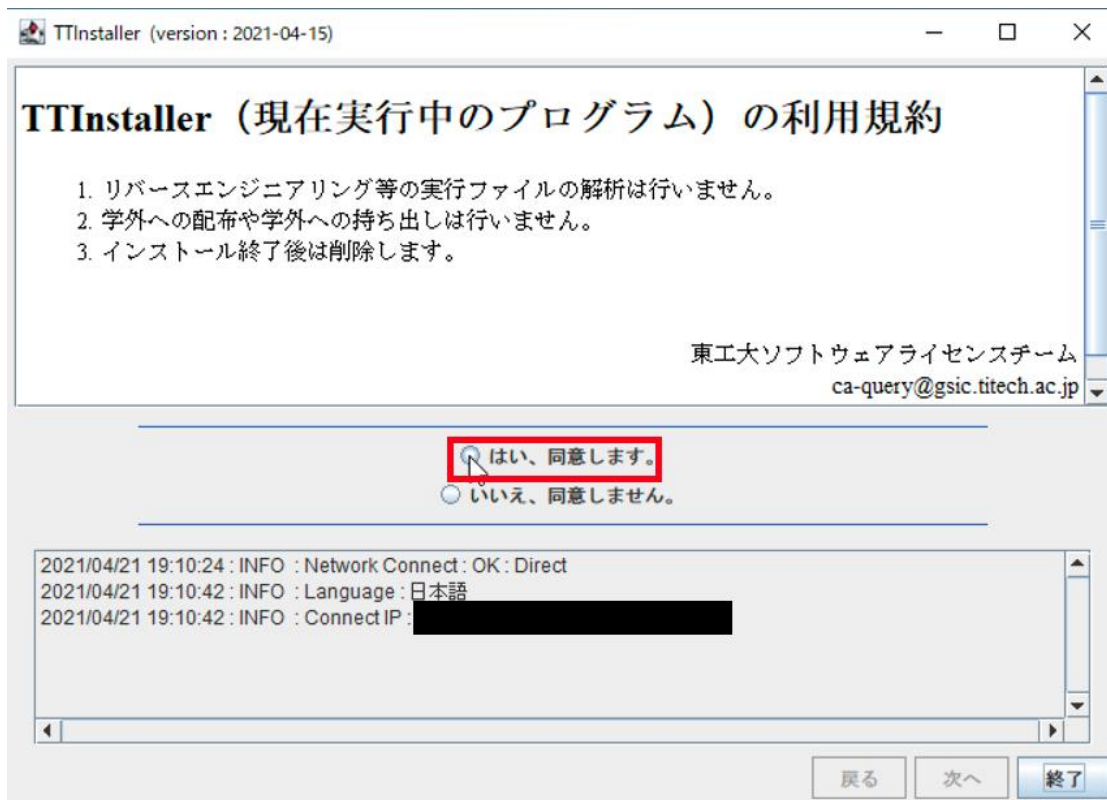 TTInstaller (version : 2021-04-15)
TTInstaller（現在実行中のプログラム）の利用規約
1. リバースエンジニアリング等の実行ファイルの解析は行いません。
2. 学外への配布や学外への持ち出しは行いません。
3. インストール終了後は削除します。
東工大ソフトウェアライセンスチーム
ca-query@gsic.titech.ac.jp
はい、同意します。
いいえ、同意しません。
2021/04/21 19:10:24 : INFO : Network Connect : OK : Direct
2021/04/21 19:10:42 : INFO : Language : 日本語
2021/04/21 19:10:42 : INFO : Connect IP :
戻る 次へ 終了